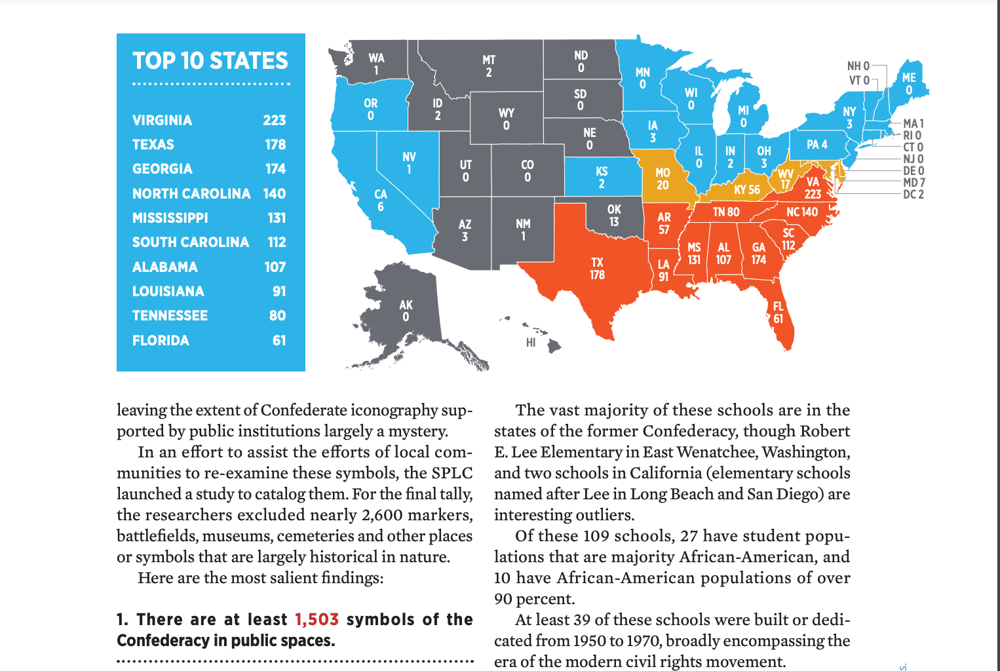 TOP 10 STATES
VIRGINIA 223
TEXAS 178
GEORGIA 174
NORTH CAROLINA 140
MISSISSIPPI 131
SOUTH CAROLINA 112
ALABAMA 107
LOUISIANA 91
TENNESSEE 80
FLORIDA 61
WA
1
MT
2
ND
0
MN
0
OR
0
ID
2
WY
0
SD
0
WI
0
MI
0
NH 0
VT 0
ME
0
NY
3
NE
0
IA
3
PA 4
MA 1
RI 0
CT 0
NJ 0
DE 0
MD 7
DC 2
NV
1
UT
0
CO
0
KS
2
MO
20
IL
0
IN
2
OH
3
WV
17
VA
223
KY 56
CA
6
AZ
3
NM
1
OK
13
AR
57
TN 80
NC 140
SC
112
TX
178
LA
91
MS
131
AL
107
GA
174
FL
61
AK
0
HI
leaving the extent of Confederate iconography sup-
ported by public institutions largely a mystery.
In an effort to assist the efforts of local com-
munities to re-examine these symbols, the SPLC
launched a study to catalog them. For the final tally,
the researchers excluded nearly 2,600 markers,
battlefields, museums, cemeteries and other places
or symbols that are largely historical in nature.
Here are the most salient findings:
1. There are at least 1,503 symbols of the
Confederacy in public spaces.
The vast majority of these schools are in the
states of the former Confederacy, though Robert
E. Lee Elementary in East Wenatchee, Washington,
and two schools in California (elementary schools
named after Lee in Long Beach and San Diego) are
interesting outliers.
Of these 109 schools, 27 have student popu-
lations that are majority African-American, and
10 have African-American populations of over
90 percent.
At least 39 of these schools were built or dedi-
cated from 1950 to 1970, broadly encompassing the
era of the modern civil rights movement.
s.